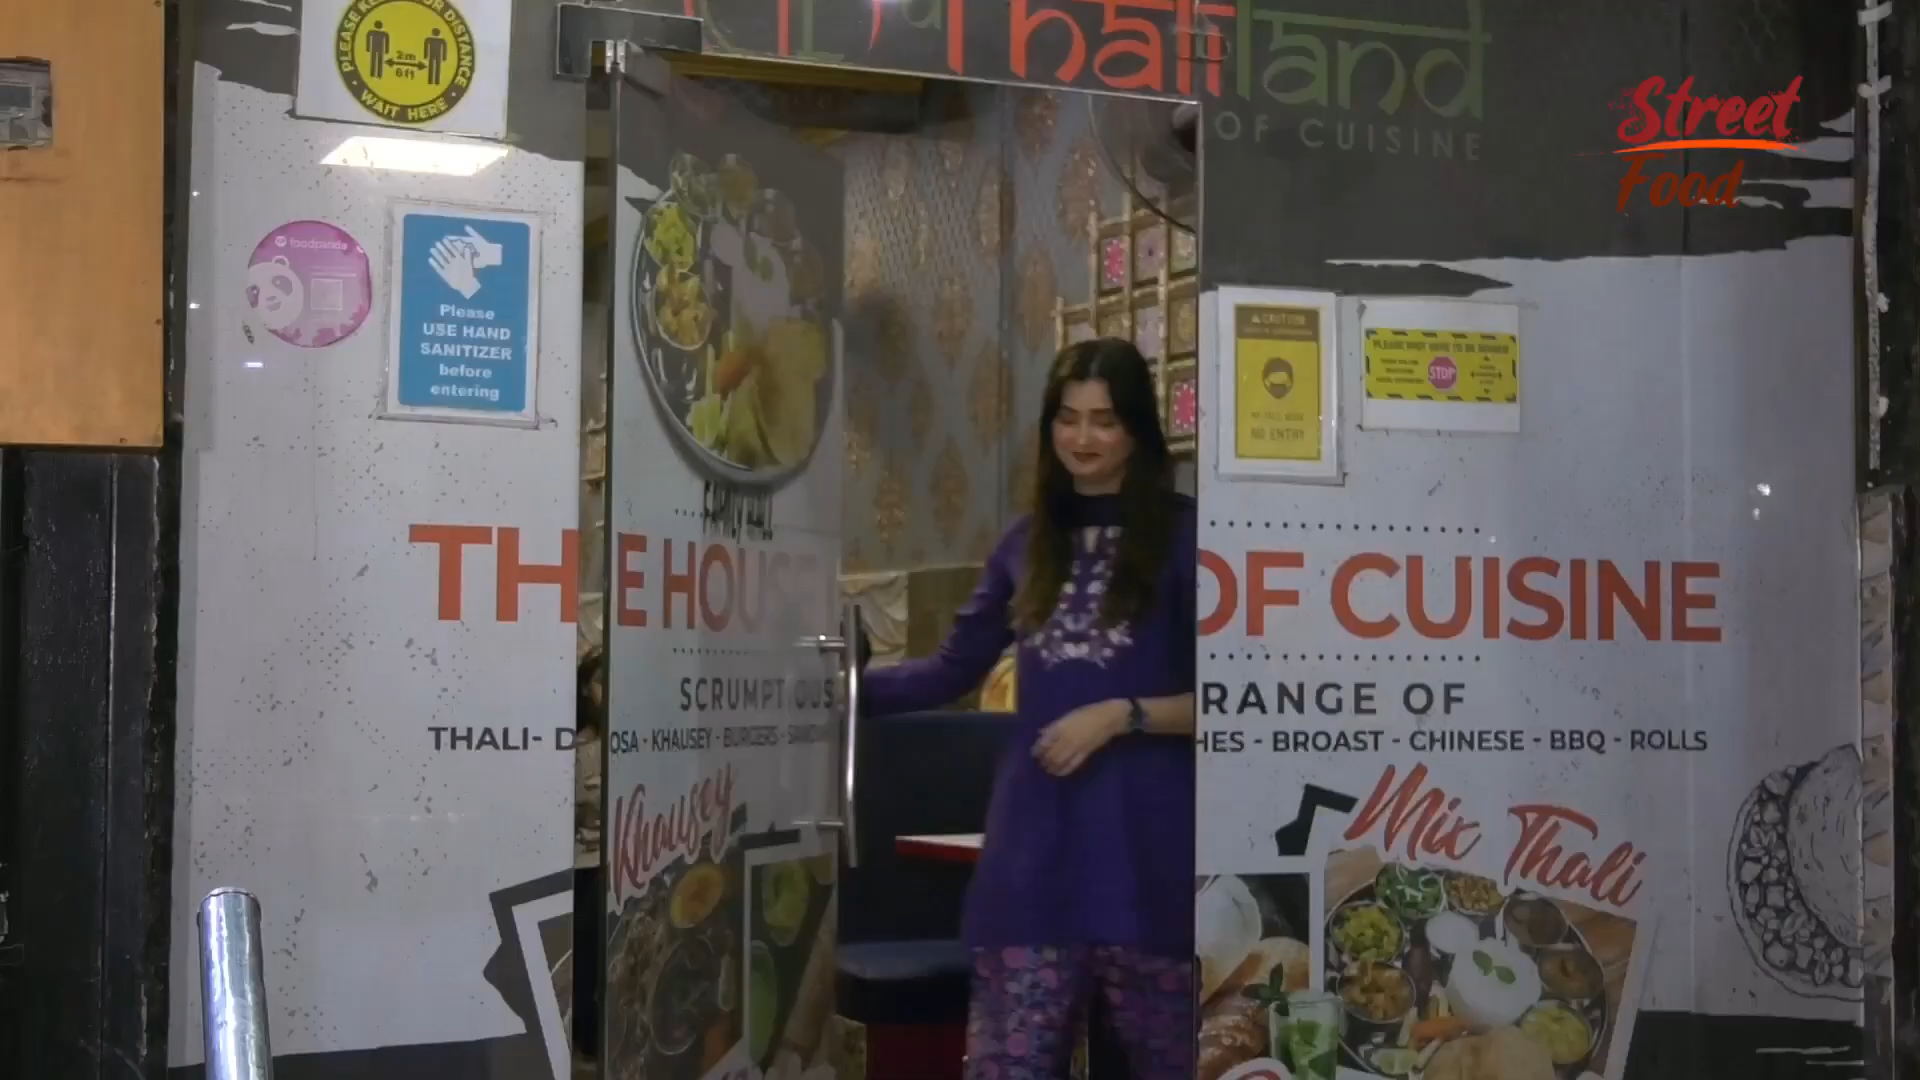 PLEASE KEEP YOUR DISTANCE
2m
6ft
WAIT HERE
Thaliland
OF CUISINE
Street
Food
foodpanda
Please
USE HAND
SANITIZER
before
entering
CAUTION
NO ENTRY
STOP
THE HOUSE OF CUISINE
SCRUMPTIOUS RANGE OF
THALI- DOSA - KHAUSEY - BURGERS - SANDWICHES - BROAST - CHINESE - BBQ - ROLLS
Khausey
Mix Thali